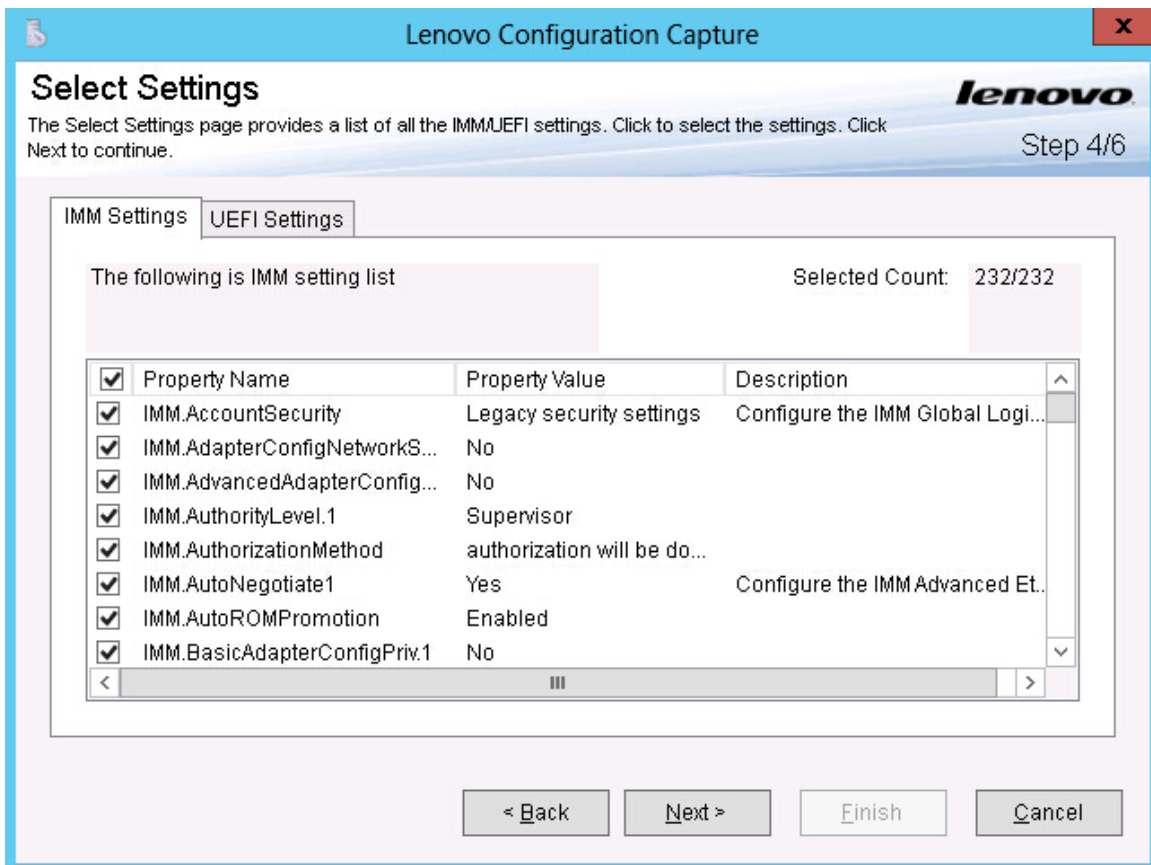 Lenovo Configuration Capture
x
Select Settings
lenovo
The Select Settings page provides a list of all the IMM/UEFI settings. Click to select the settings. Click
Next to continue.
Step 4/6
IMM Settings
UEFI Settings
The following is IMM setting list
Selected Count: 232/232
Property Name Property Value Description
IMM.AccountSecurity Legacy security settings Configure the IMM Global Logi...
IMM.AdapterConfigNetworkS... No
IMM.AdvancedAdapterConfig... No
IMM.AuthorityLevel.1 Supervisor
IMM.AuthorizationMethod authorization will be do...
IMM.AutoNegotiate1 Yes Configure the IMM Advanced Et..
IMM.AutoROMPromotion Enabled
IMM.BasicAdapterConfigPriv.1 No
< Back Next > Finish Cancel